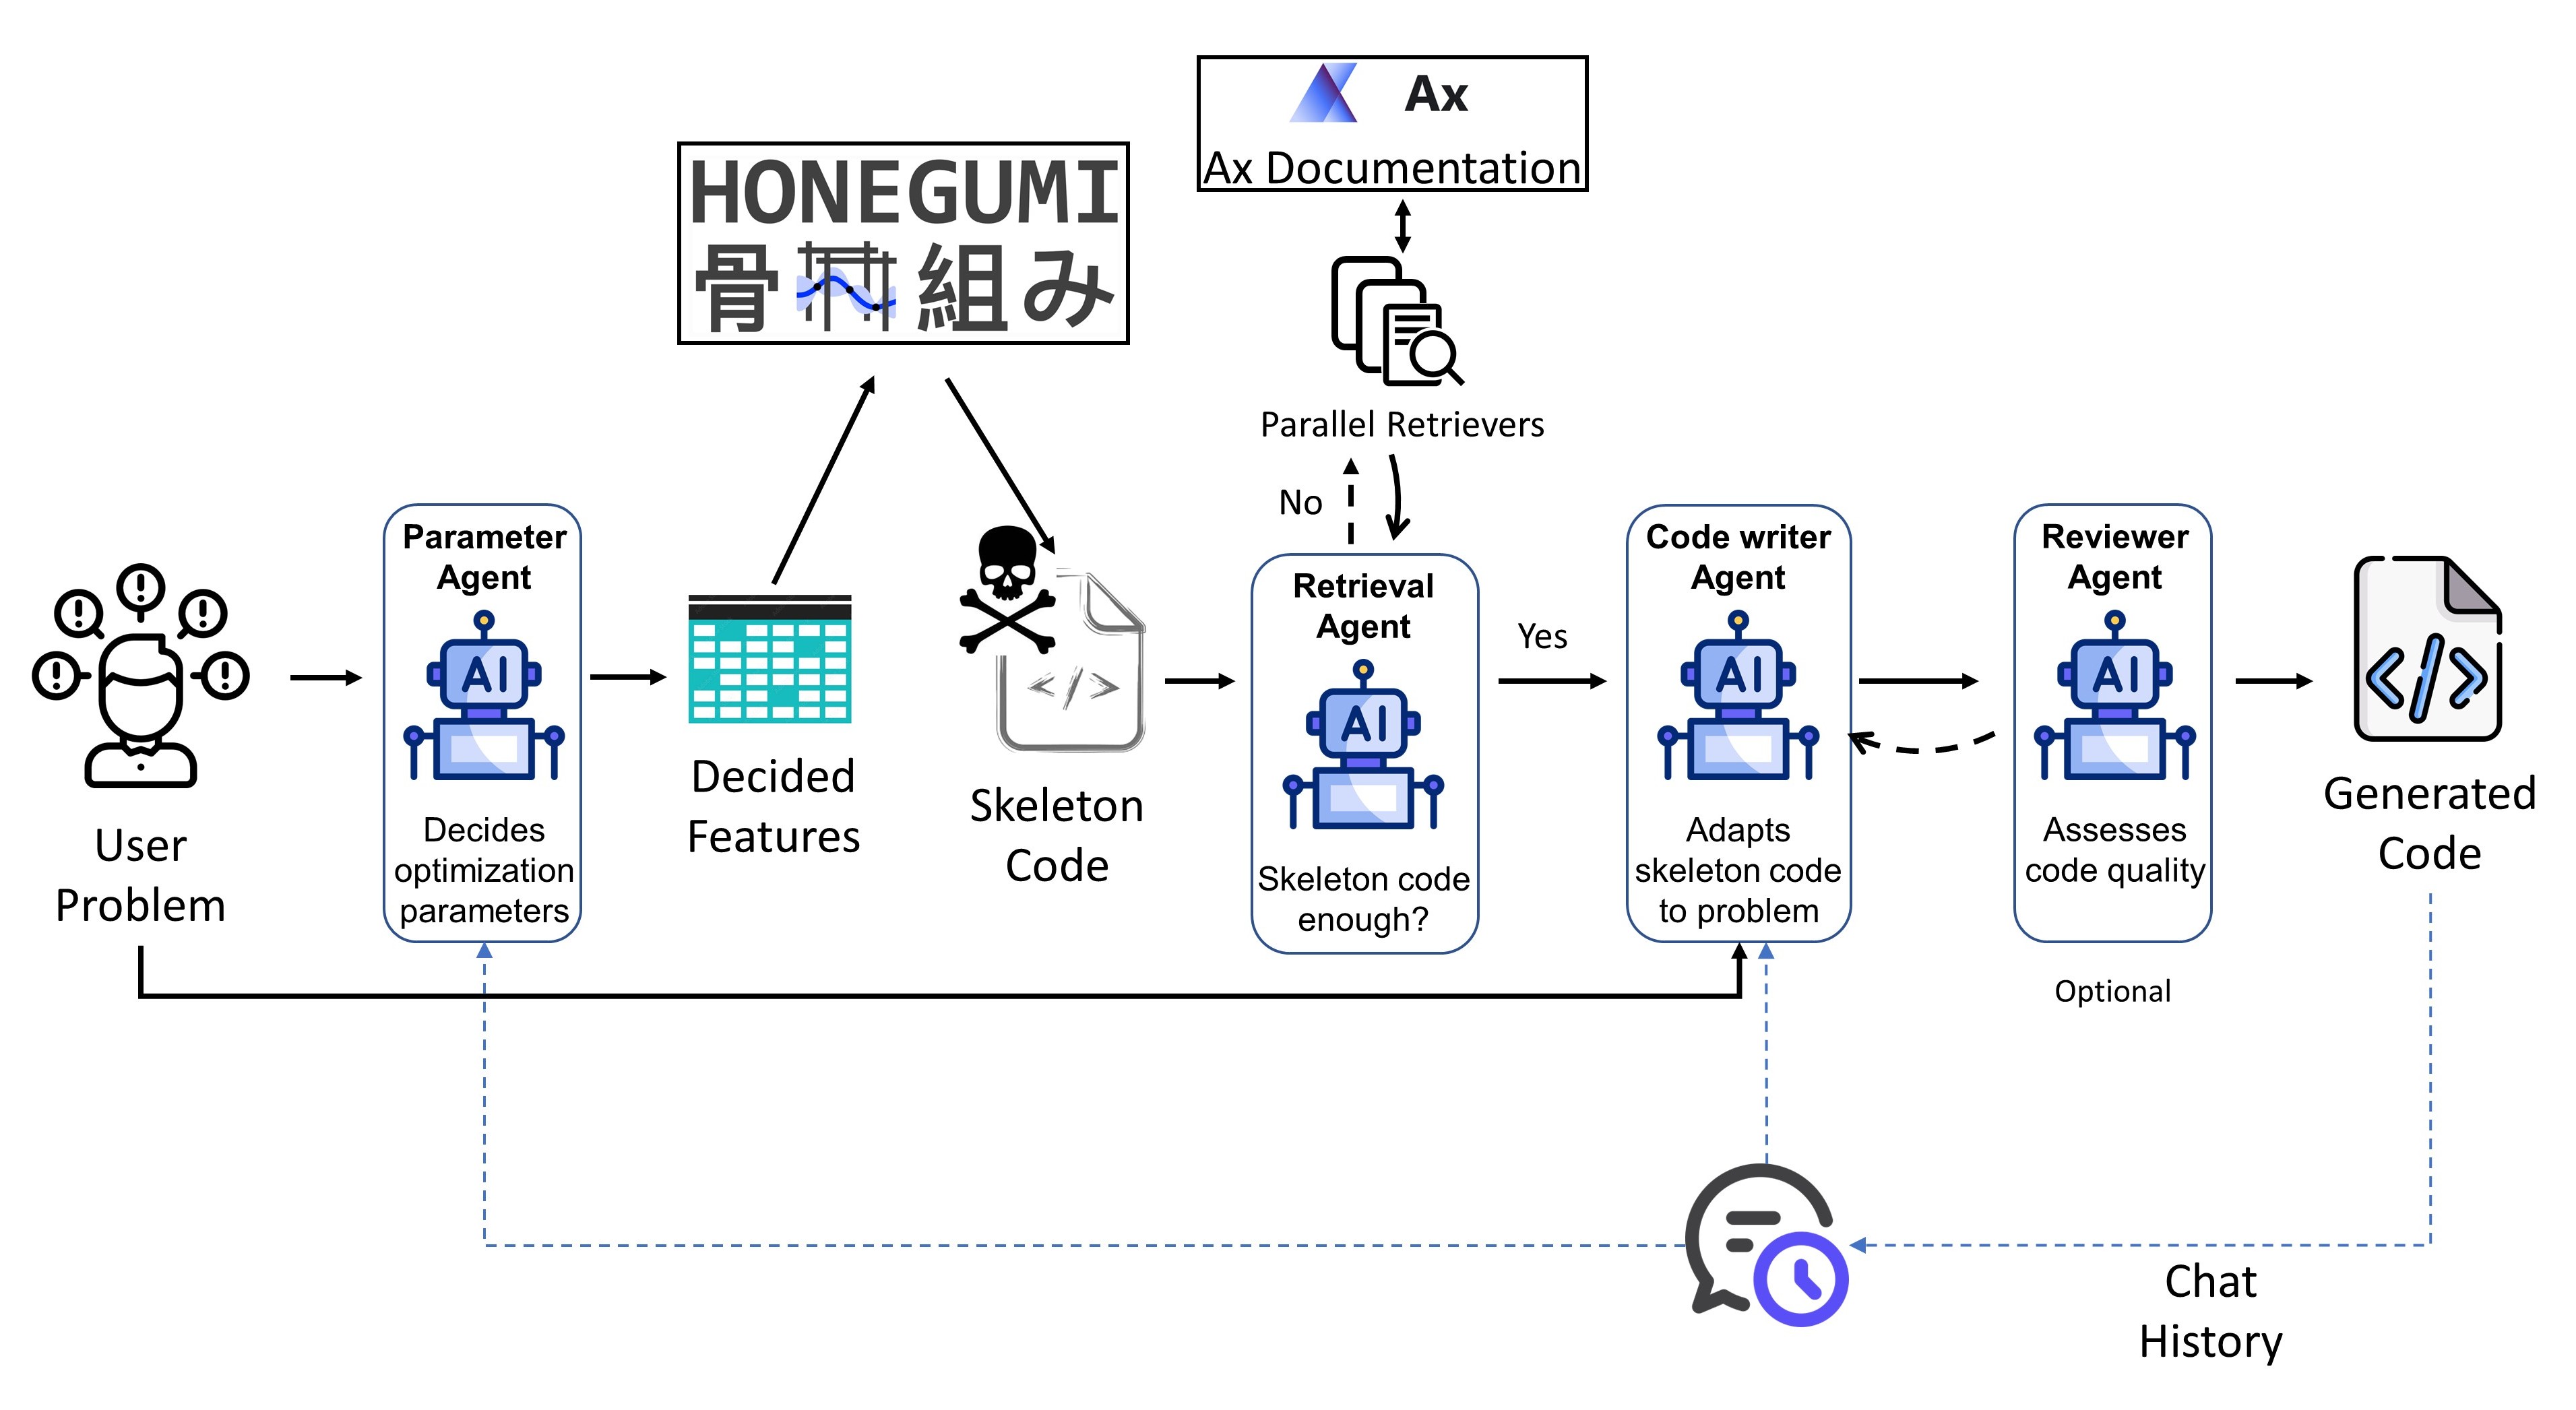 Ax
Ax Documentation
HONEGUMI
骨組み
Parallel Retrievers
No
Parameter
Agent
AI
Decides
optimization
parameters
User
Problem
Decided
Features
Skeleton
Code
</>
Retrieval
Agent
AI
Skeleton code
enough?
Yes
Code writer
Agent
AI
Adapts
skeleton code
to problem
Reviewer
Agent
AI
Assesses
code quality
Optional
</>
Generated
Code
Chat
History